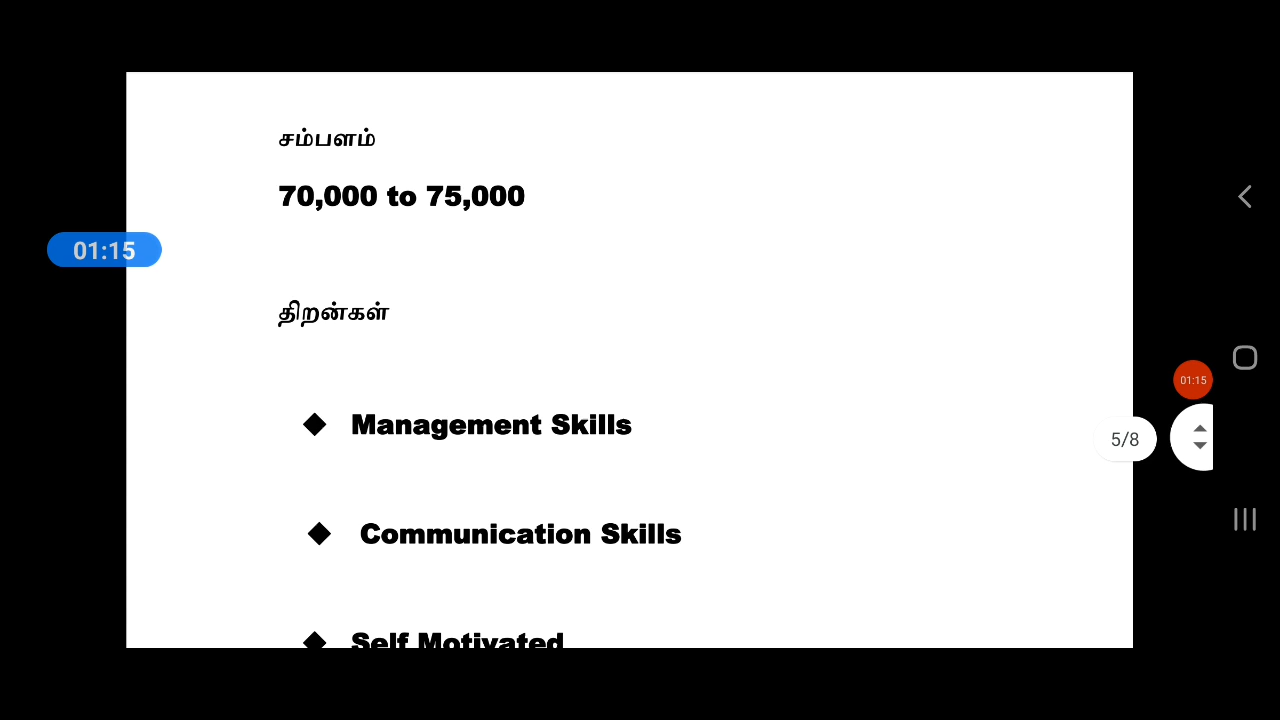 சம்பளம்
70,000 to 75,000
01:15
திறன்கள்
01:15
◆ Management Skills
5/8
◆ Communication Skills
◆ Self Motivated